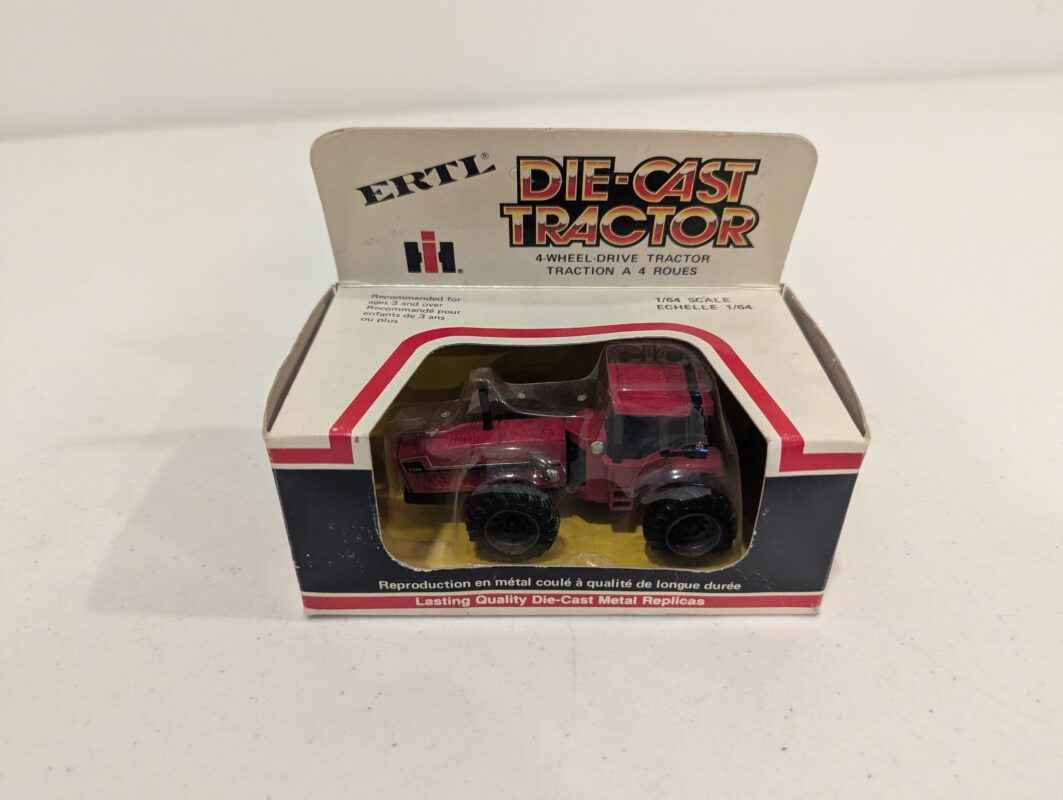 ERTL®
DIE-CAST
TRACTOR
IH®
4-WHEEL-DRIVE TRACTOR
TRACTION A 4 ROUES
Recommended for
ages 3 and over
Recommandé pour
enfants de 3 ans
ou plus
1/64 SCALE
ECHELLE 1/64
Reproduction en métal coulé à qualité de longue durée
Lasting Quality Die-Cast Metal Replicas